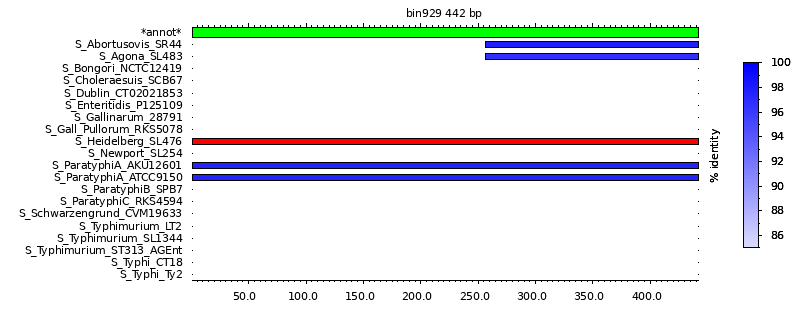 bin929 442 bp
*annot*
S_Abortusovis_SR44
S_Agona_SL483
S_Bongori_NCTC12419
S_Choleraesuis_SCB67
S_Dublin_CT02021853
S_Enteritidis_P125109
S_Gallinarum_28791
S_Gall_Pullorum_RKS5078
S_Heidelberg_SL476
S_Newport_SL254
S_ParatyphiA_AKU12601
S_ParatyphiA_ATCC9150
S_ParatyphiB_SPB7
S_ParatyphiC_RKS4594
S_Schwarzengrund_CVM19633
S_Typhimurium_LT2
S_Typhimurium_SL1344
S_Typhimurium_ST313_AGEnt
S_Typhi_CT18
S_Typhi_Ty2
50.0 100.0 150.0 200.0 250.0 300.0 350.0 400.0
% identity
100
98
96
94
92
90
88
86